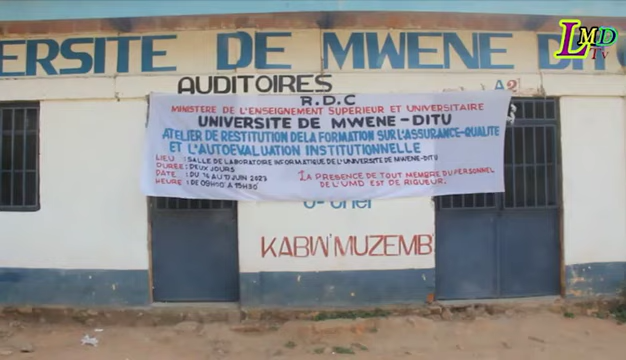 ERSITE DE MWENE DIT
AUDITOIRES
A2
R.D.C
MINISTERE DE L'ENSEIGNEMENT SUPERIEUR ET UNIVERSITAIRE
UNIVERSITE DE MWENE-DITU
ATELIER DE RESTITUTION DE LA FORMATION SUR L'ASSURANCE-QUALITE
ET L'AUTOEVALUATION INSTITUTIONNELLE
LIEU : SALLE DE LABORATOIRE INFORMATIQUE DE L'UNIVERSITE DE MWENE-DITU
DUREE : DEUX JOURS
DATE : DU 16 AU 17 JUIN 2023
HEURE : DE 09H00 A 15H30
LA PRESENCE DE TOUT MEMBRE DU PERSONNEL
DE L'UMD EST DE RIGUEUR.
KABW'MUZEMB'
LMD
TV